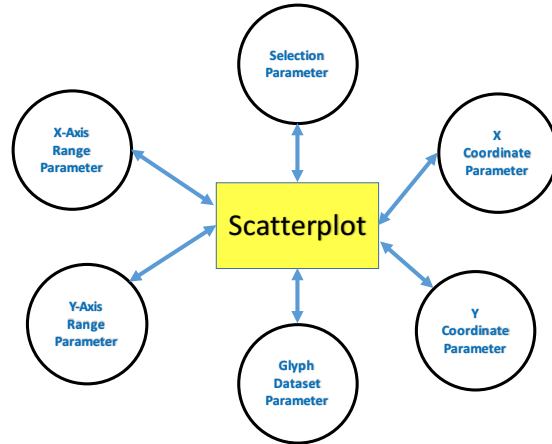 Selection
Parameter
X-Axis
Range
Parameter
X
Coordinate
Parameter
Scatterplot
Y-Axis
Range
Parameter
Y
Coordinate
Parameter
Glyph
Dataset
Parameter